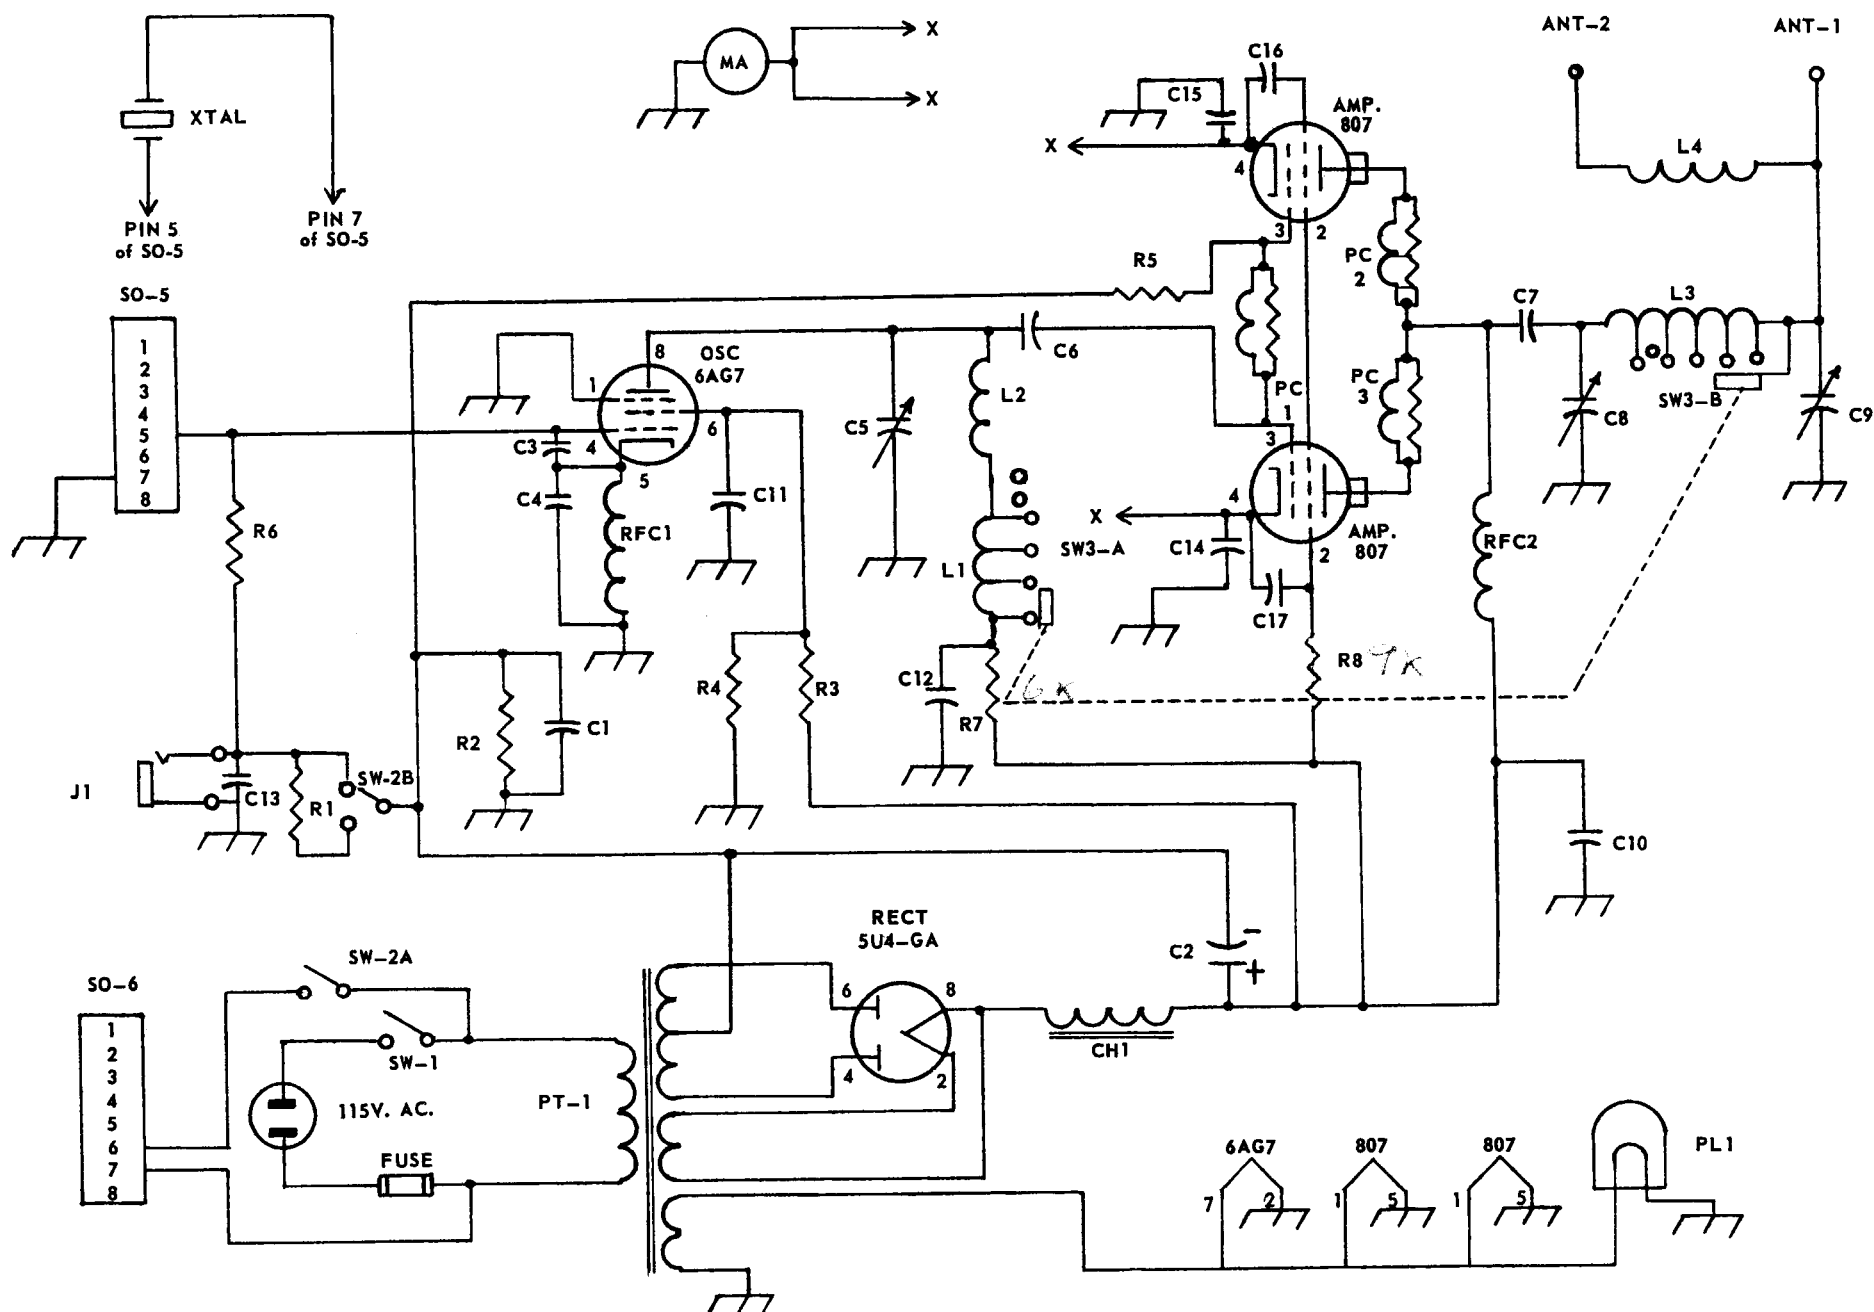 XTAL
PIN 5
of SO-5
PIN 7
of SO-5
MA
X
X
C16
C15
AMP.
807
X
4
3
2
ANT-2
ANT-1
L4
PC
2
R5
SO-5
1
2
3
4
5
6
7
8
8
OSC
6AG7
1
4
6
5
C3
C4
RFC1
C11
C5
L2
C6
PC
1
3
PC
3
C7
L3
SW3-B
C8
C9
X
4
SW3-A
C14
AMP.
807
2
C17
L1
RFC2
R6
R4
R3
C12
R7
6K
R8
9K
R2
C1
J1
C13
R1
SW-2B
C10
RECT
5U4-GA
C2
-
+
SW-2A
SO-6
1
2
3
4
5
6
7
8
SW-1
115V. AC.
FUSE
PT-1
6
8
4
2
CH1
6AG7
7
2
807
1
5
807
1
5
PL1